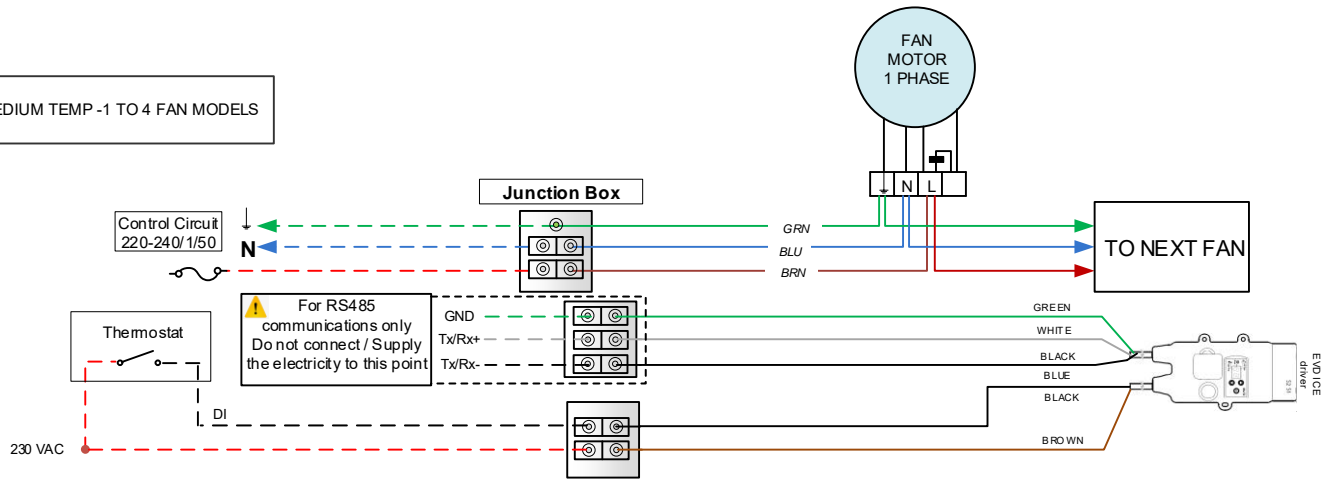 FAN
MOTOR
1 PHASE
EDIUM TEMP -1 TO 4 FAN MODELS
Junction Box
N L
Control Circuit
220-240/1/50
N
GRN
BLU
BRN
TO NEXT FAN
For RS485
communications only
Do not connect / Supply
the electricity to this point
GND
Tx/Rx+
Tx/Rx-
Thermostat
GREEN
WHITE
BLACK
BLUE
BLACK
BROWN
EVD ICE
driver
DI
230 VAC